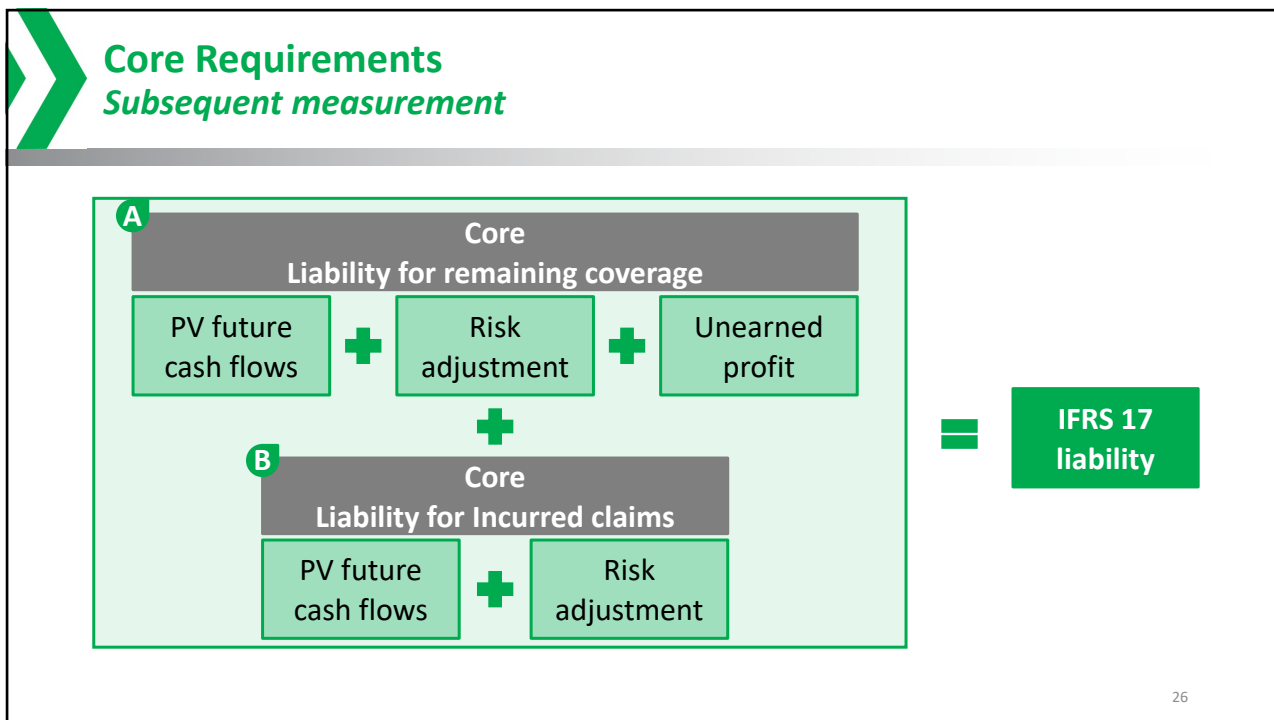 Core Requirements
Subsequent measurement
A
Core
Liability for remaining coverage
PV future
cash flows
Risk
adjustment
Unearned
profit
B
Core
Liability for Incurred claims
PV future
cash flows
Risk
adjustment
IFRS 17
liability
26